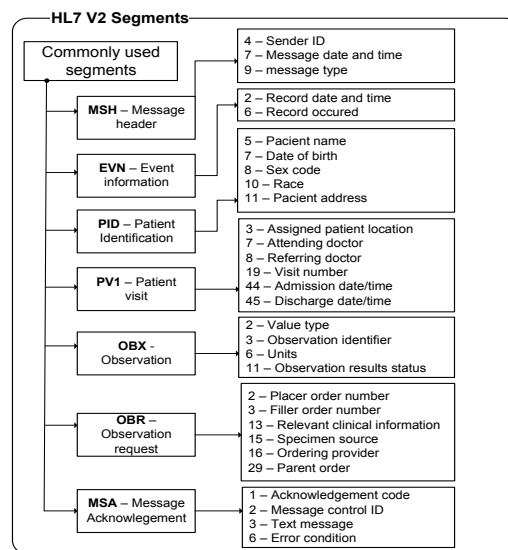 HL7 V2 Segments
Commonly used
segments
4 – Sender ID
7 – Message date and time
9 – message type
MSH – Message
header
2 – Record date and time
6 – Record occured
EVN – Event
information
5 – Pacient name
7 – Date of birth
8 – Sex code
10 – Race
11 – Pacient address
PID – Patient
Identification
3 – Assigned patient location
7 – Attending doctor
8 – Referring doctor
19 – Visit number
44 – Admission date/time
45 – Discharge date/time
PV1 – Patient
visit
2 – Value type
3 – Observation identifier
6 – Units
11 – Observation results status
OBX -
Observation
2 – Placer order number
3 – Filler order number
13 – Relevant clinical information
15 – Specimen source
16 – Ordering provider
29 – Parent order
OBR –
Observation
request
1 – Acknowledgement code
2 – Message control ID
3 – Text message
6 – Error condition
MSA – Message
Acknowlegement